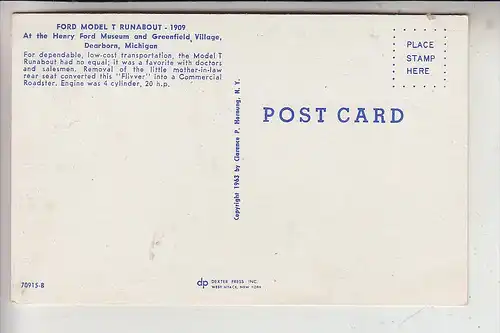 FORD MODEL T RUNABOUT - 1909
At the Henry Ford Museum and Greenfield Village,
Dearborn, Michigan
For dependable, low-cost transportation, the Model T
Runabout had no equal; it was a favorite with doctors
and salesmen. Removal of the little mother-in-law
rear seat converted this "Flivver" into a Commercial
Roadster. Engine was 4 cylinder, 20 h.p.
PLACE
STAMP
HERE
POST CARD
Copyright 1963 by Clarence P. Hornung, N. Y.
70915-B
dp
DEXTER PRESS · INC.
WEST NYACK, NEW YORK